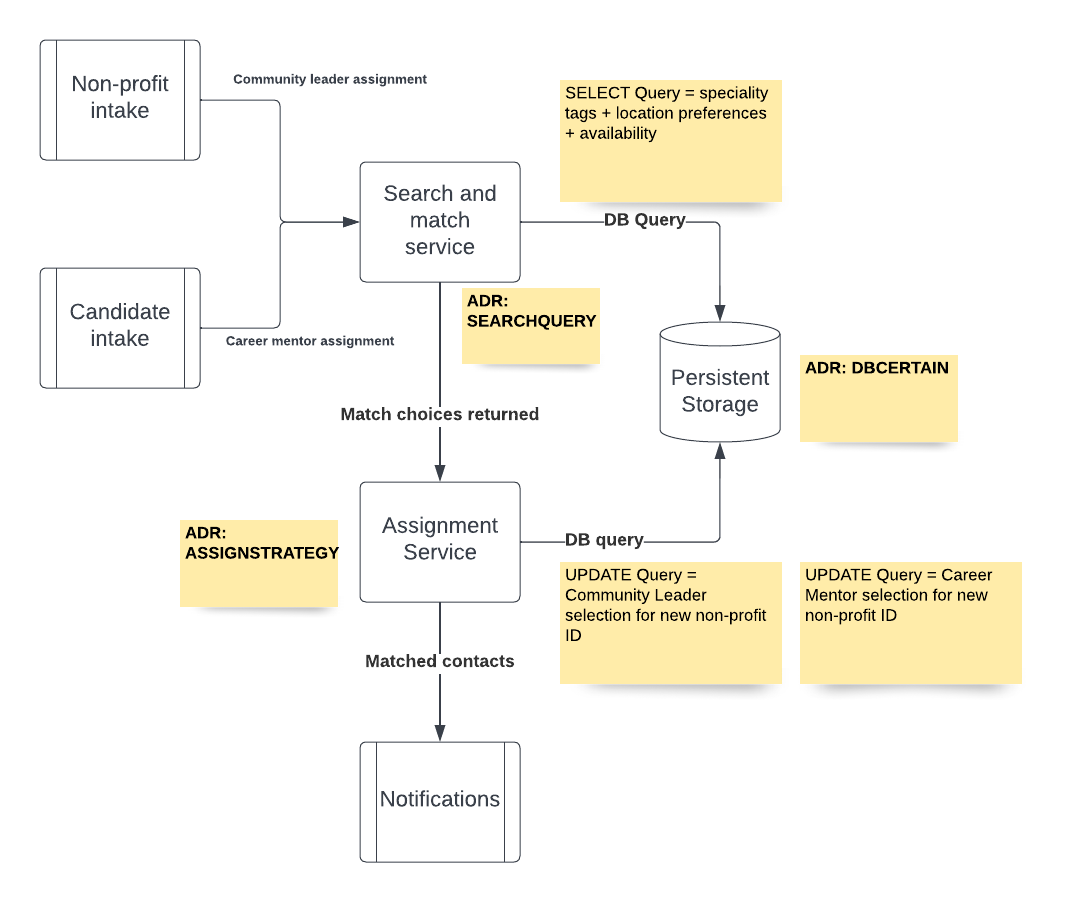 Non-profit
intake
Community leader assignment
SELECT Query = speciality
tags + location preferences
+ availability
Search and
match
service
DB Query
Candidate
intake
Career mentor assignment
ADR:
SEARCHQUERY
Persistent
Storage
ADR: DBCERTAIN
Match choices returned
Assignment
Service
ADR:
ASSIGNSTRATEGY
DB query
UPDATE Query =
Community Leader
selection for new non-profit
ID
UPDATE Query = Career
Mentor selection for new
non-profit ID
Matched contacts
Notifications